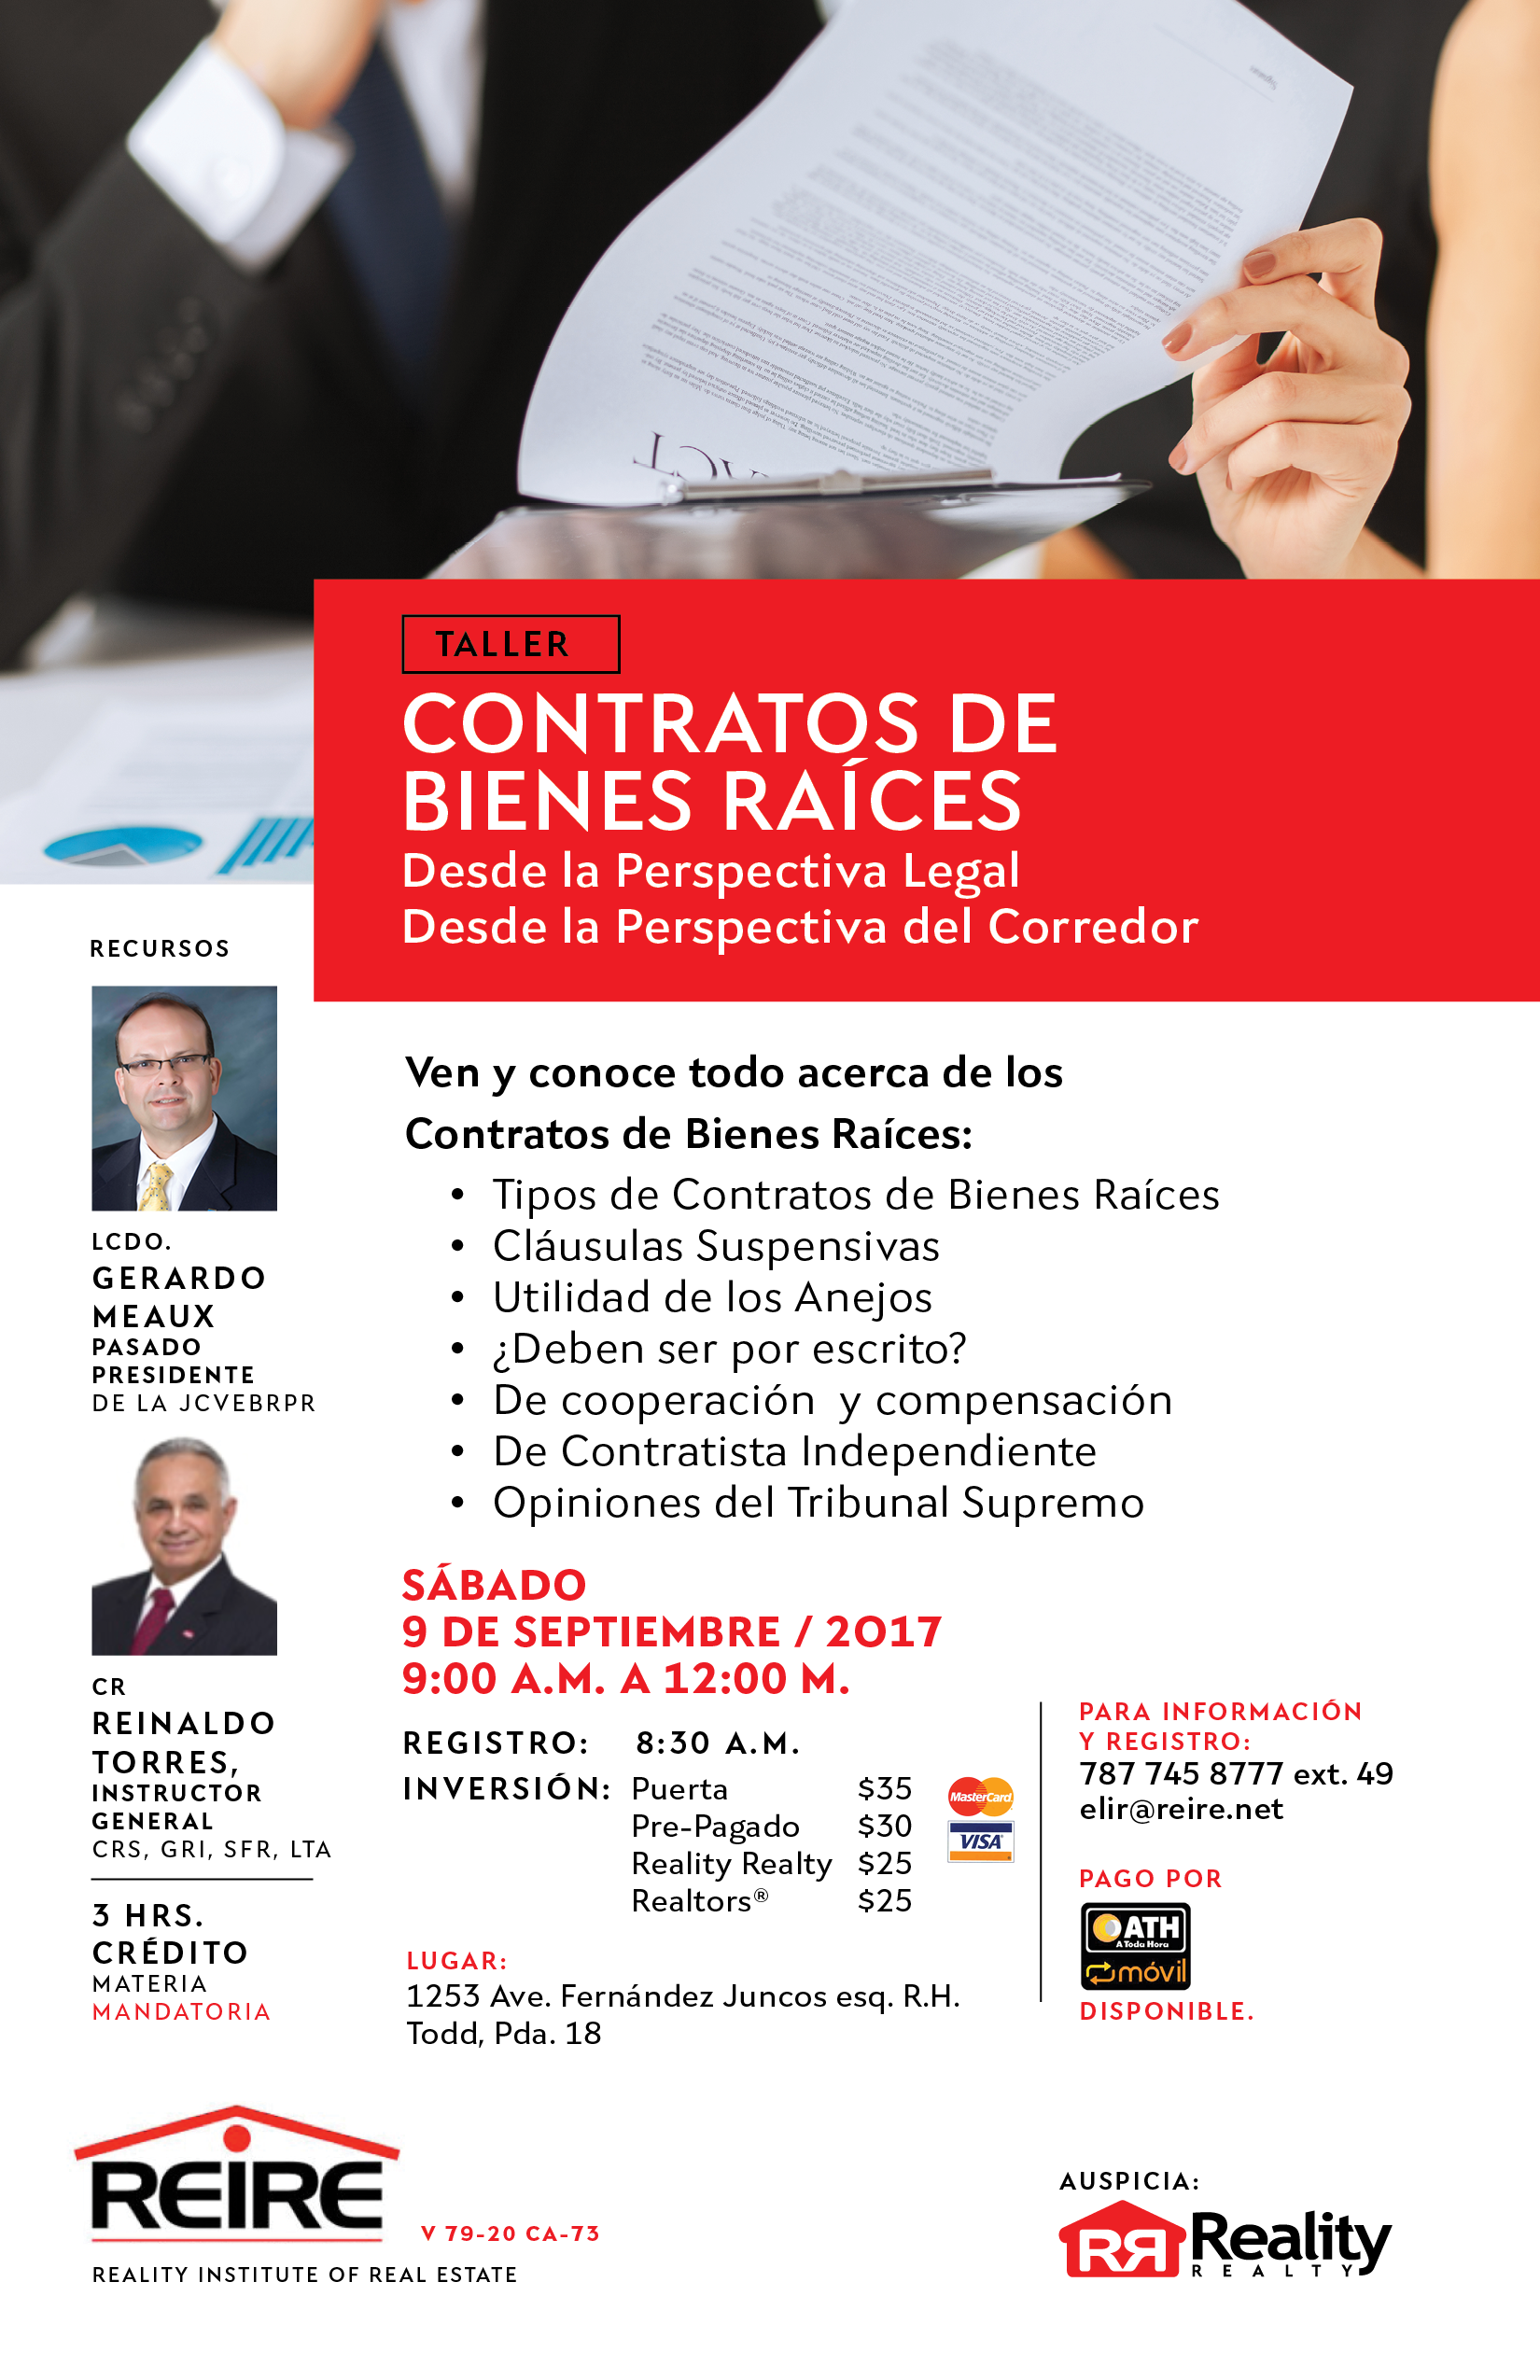 TALLER
CONTRATOS DE
BIENES RAÍCES
Desde la Perspectiva Legal
Desde la Perspectiva del Corredor
RECURSOS
LCDO.
GERARDO
MEAUX
PASADO
PRESIDENTE
DE LA JCVEBRPR
CR
REINALDO
TORRES,
INSTRUCTOR
GENERAL
CRS, GRI, SFR, LTA
3 HRS.
CRÉDITO
MATERIA
MANDATORIA
Ven y conoce todo acerca de los
Contratos de Bienes Raíces:
• Tipos de Contratos de Bienes Raíces
• Cláusulas Suspensivas
• Utilidad de los Anejos
• ¿Deben ser por escrito?
• De cooperación  y compensación
• De Contratista Independiente
• Opiniones del Tribunal Supremo
SÁBADO
9 DE SEPTIEMBRE / 2017
9:00 A.M. A 12:00 M.
REGISTRO: 8:30 A.M.
INVERSIÓN: Puerta $35
Pre-Pagado $30
Reality Realty $25
Realtors® $25
MasterCard
VISA
LUGAR:
1253 Ave. Fernández Juncos esq. R.H.
Todd, Pda. 18
PARA INFORMACIÓN
Y REGISTRO:
787 745 8777 ext. 49
elir@reire.net
PAGO POR
ATH
A Toda Hora
móvil
DISPONIBLE.
REIRE
V 79-20 CA-73
REALITY INSTITUTE OF REAL ESTATE
AUSPICIA:
RR Reality
REALTY